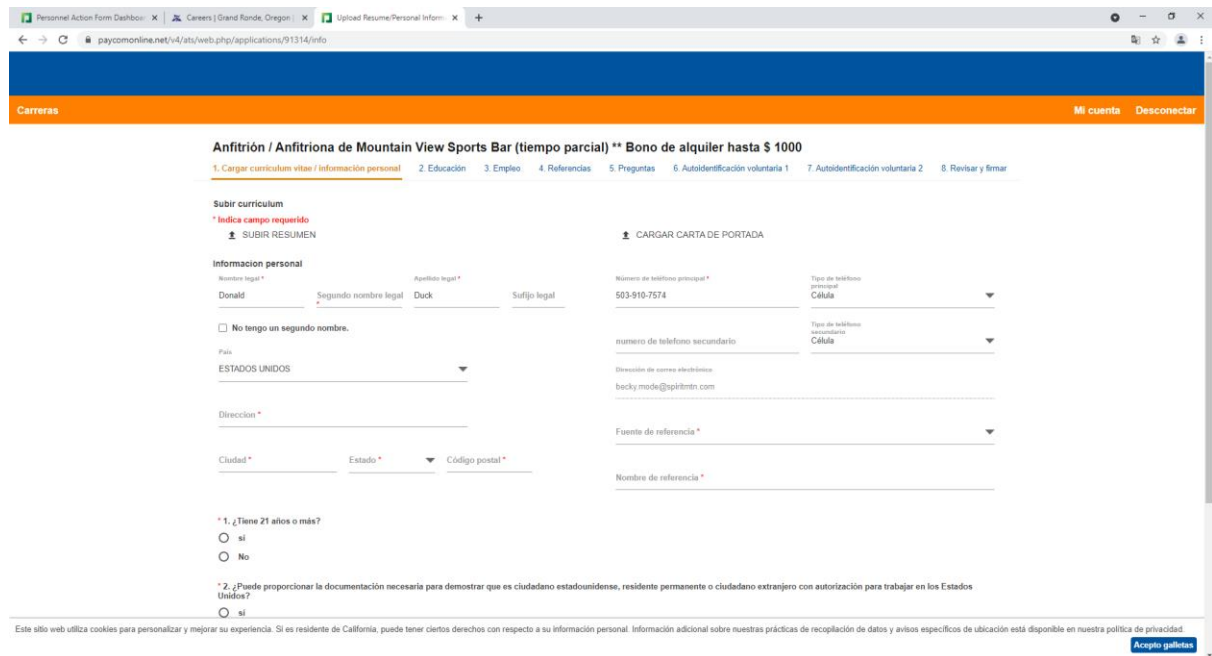 Personnel Action Form Dashboar
Careers | Grand Ronde, Oregon |
Upload Resume/Personal Inform
paycomonline.net/v4/ats/web.php/applications/91314/info
Carreras
Mi cuenta Desconectar
Anfitrión / Anfitriona de Mountain View Sports Bar (tiempo parcial) ** Bono de alquiler hasta $ 1000
1. Cargar curriculum vitae / información personal 2. Educación 3. Empleo 4. Referencias 5. Preguntas 6. Autoidentificación voluntaria 1 7. Autoidentificación voluntaria 2 8. Revisar y firmar
Subir curriculum
* Indica campo requerido
SUBIR RESUMEN
CARGAR CARTA DE PORTADA
Informacion personal
Nombre legal * Apellido legal *
Donald Segundo nombre legal * Duck Sufijo legal
No tengo un segundo nombre.
País
ESTADOS UNIDOS
Direccion *
Ciudad * Estado * Código postal *
Número de teléfono principal * Tipo de teléfono
principal
503-910-7574 Célula
Tipo de teléfono
secundario
numero de telefono secundario Célula
Dirección de correo electrónico
becky.mode@spiritmtn.com
Fuente de referencia *
Nombre de referencia *
* 1. ¿Tiene 21 años o más?
sí
No
* 2. ¿Puede proporcionar la documentación necesaria para demostrar que es ciudadano estadounidense, residente permanente o ciudadano extranjero con autorización para trabajar en los Estados
Unidos?
sí
Este sitio web utiliza cookies para personalizar y mejorar su experiencia. Si es residente de California, puede tener ciertos derechos con respecto a su información personal. Información adicional sobre nuestras prácticas de recopilación de datos y avisos específicos de ubicación está disponible en nuestra política de privacidad.
Acepto galletas